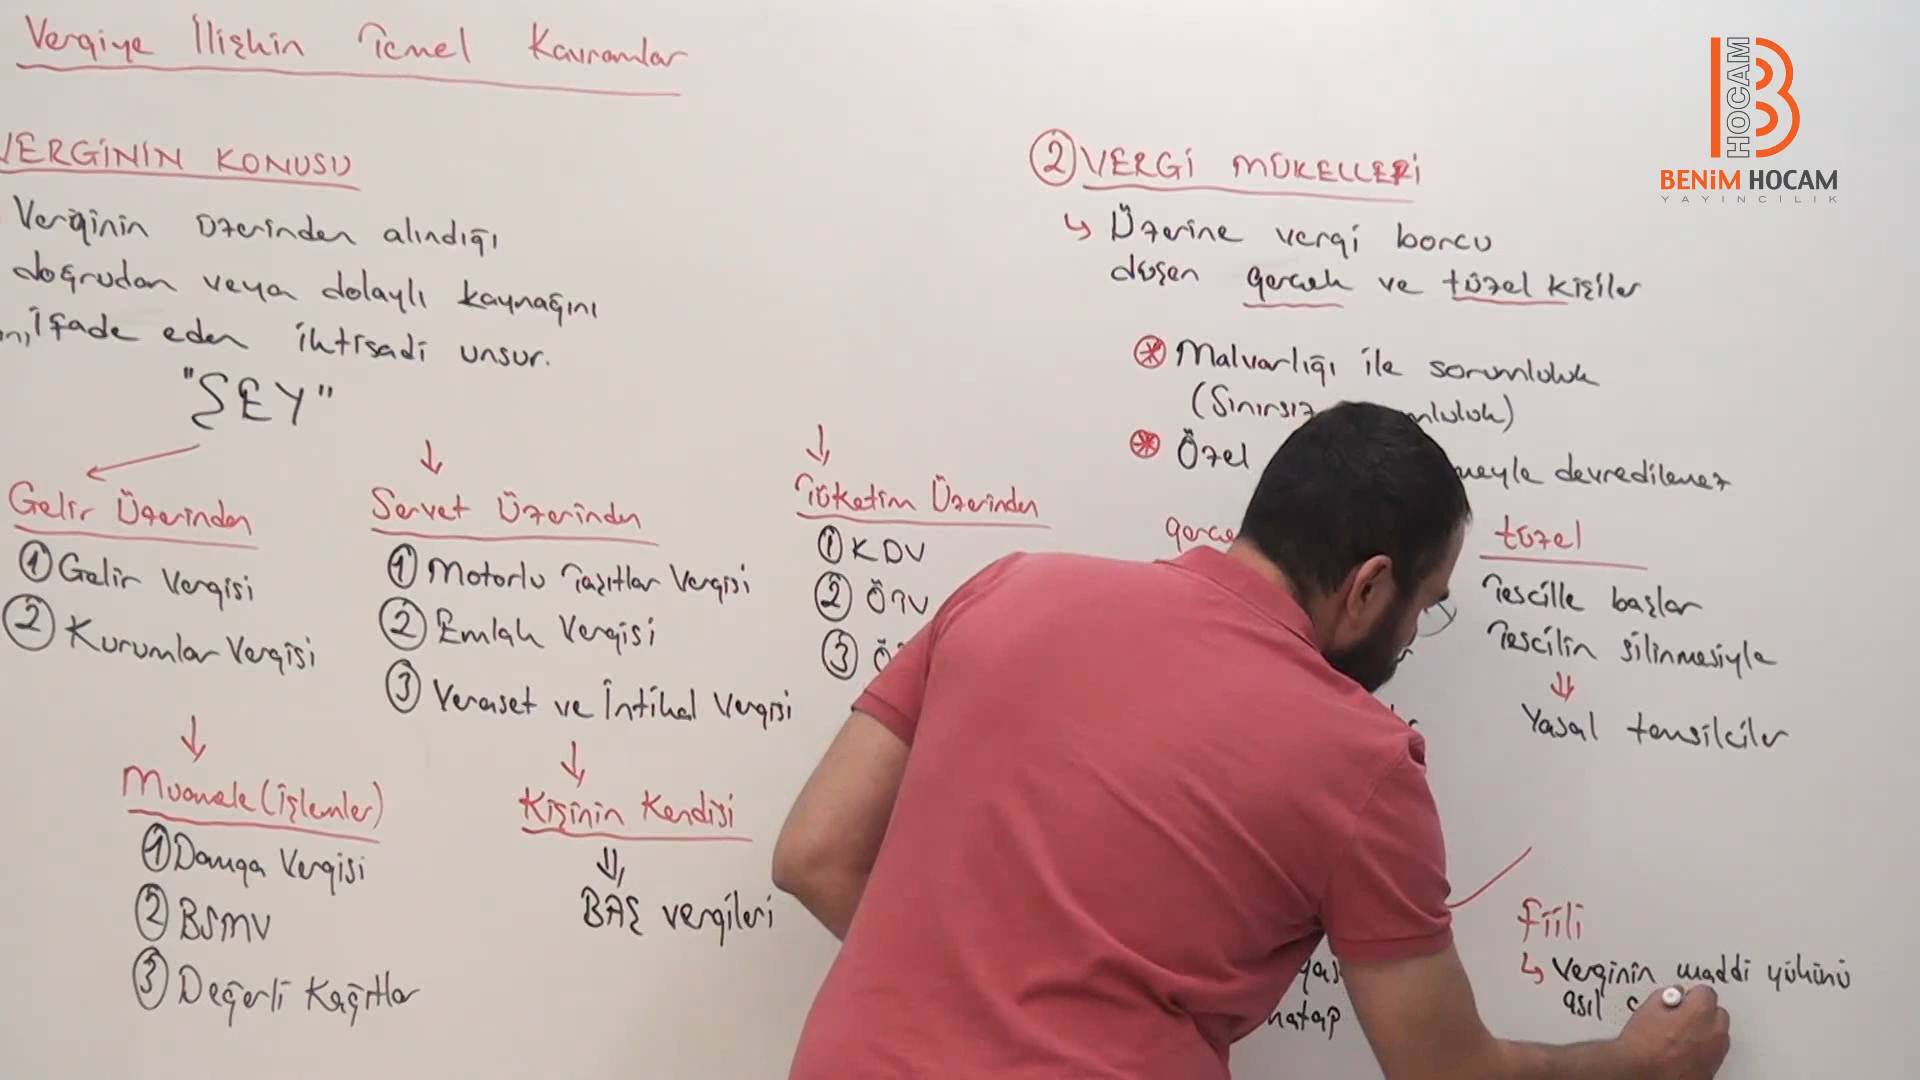 Vergiye İlişkin Temel Kavramlar
VERGİNİN KONUSU
Verginin üzerinden alındığı
doğrudan veya dolaylı kaynağını
ifade eden iktisadi unsur.
"ŞEY"
Gelir Üzerinden
① Gelir Vergisi
② Kurumlar Vergisi
Servet Üzerinden
① Motorlu Taşıtlar Vergisi
② Emlak Vergisi
③ Veraset ve İntikal Vergisi
Tüketim Üzerinden
① KDV
② ÖTV
③
Muamele (İşlemler)
① Damga Vergisi
② BSMV
③ Değerli Kağıtlar
Kişinin Kendisi
BAŞ vergileri
② VERGİ MÜKELLERİ
Üzerine vergi borcu
düşen gerçek ve tüzel kişiler
Malvarlığı ile sorumluluk
(Sınırsız
Özel devredilemez
tüzel
Tescille başlar
Tescilin silinmesiyle
Yasal temsilciler
fiili
Verginin maddi yükünü
asıl
BENİM HOCAM
YAYINCILIK